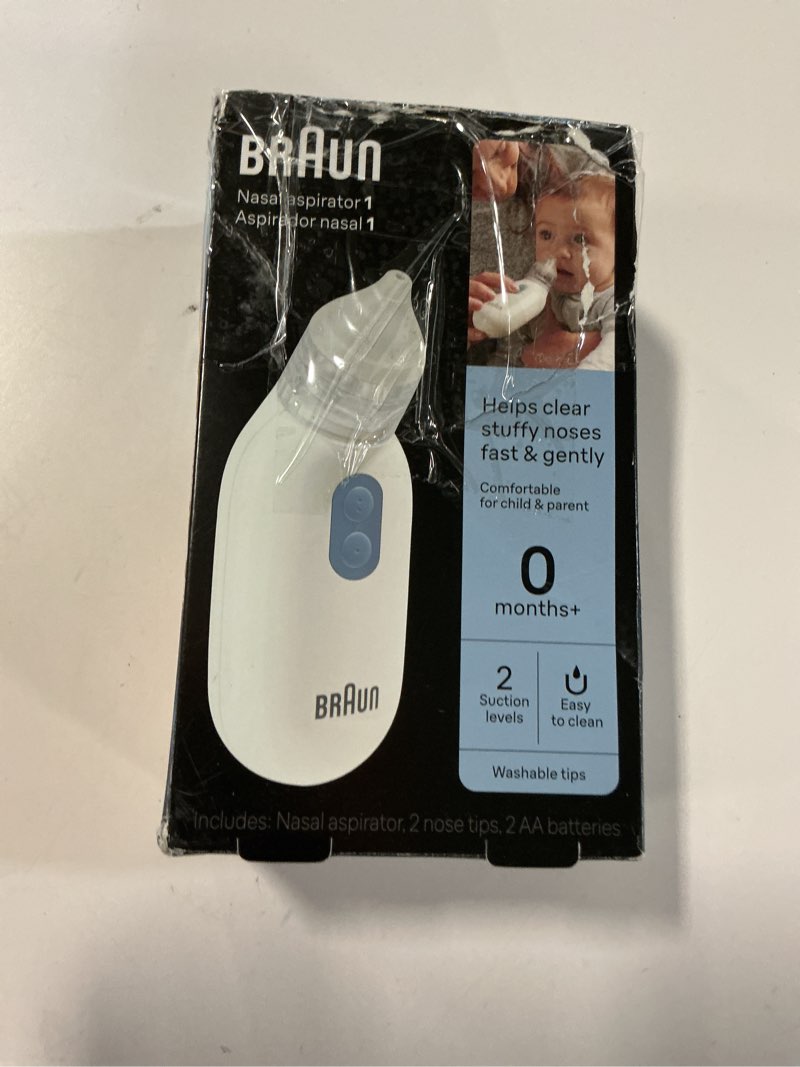 BRAUN
Nasal aspirator 1
Aspirador nasal 1
Helps clear
stuffy noses
fast & gently
Comfortable
for child & parent
0
months+
2
Suction
levels
Easy
to clean
Washable tips
BRAUN
Includes: Nasal aspirator, 2 nose tips, 2 AA batteries